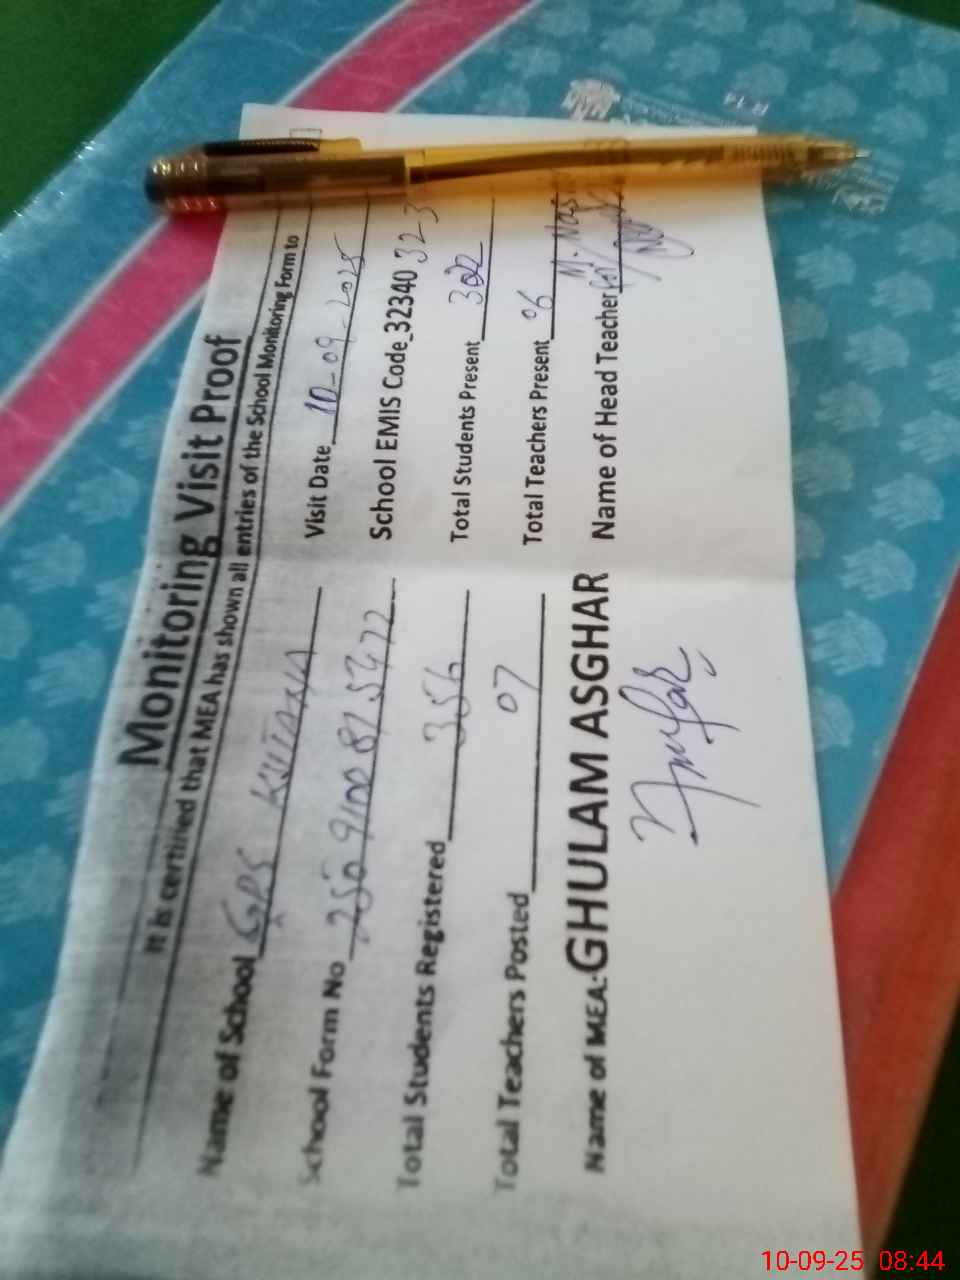 Monitoring Visit Proof
It is certified that MEA has shown all entries of the School Monitoring Form to
Name of School GPS Visit Date 10-09-2025
School Form No School EMIS Code_32340 32 3
Total Students Registered 356 Total Students Present 302
Total Teachers Posted 07 Total Teachers Present 06
Name of MEA: GHULAM ASGHAR Name of Head Teacher M.
10-09-25 08:44